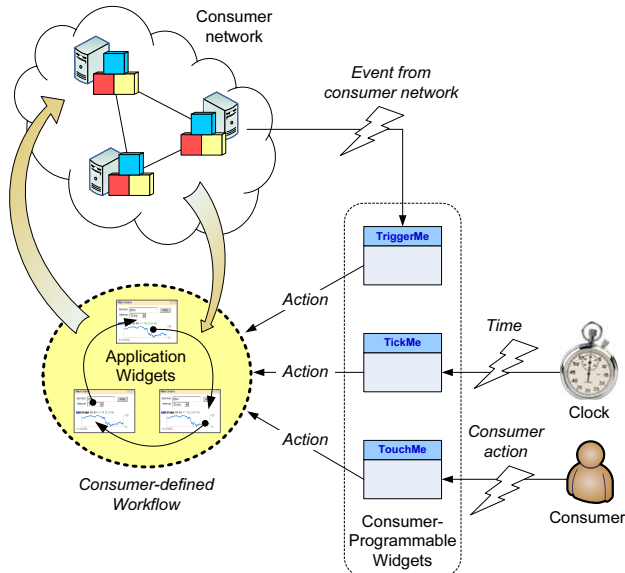 Consumer
network
Event from
consumer network
TriggerMe
Action
Application
Widgets
Action
TickMe
Time
Clock
Action
TouchMe
Consumer
action
Consumer
Consumer-defined
Workflow
Consumer-
Programmable
Widgets